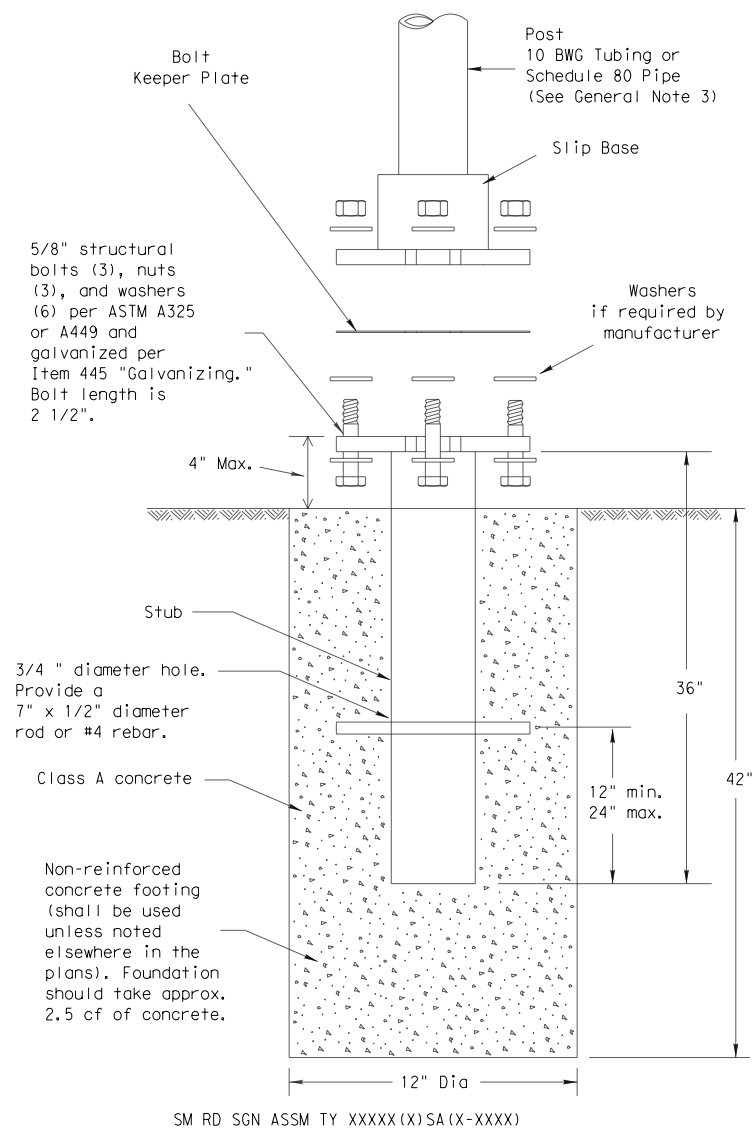 Post
10 BWG Tubing or
Schedule 80 Pipe
(See General Note 3)
Bolt
Keeper Plate
Slip Base
5/8" structural
bolts (3), nuts
(3), and washers
(6) per ASTM A325
or A449 and
galvanized per
Item 445 "Galvanizing."
Bolt length is
2 1/2".
Washers
if required by
manufacturer
4" Max.
Stub
3/4 " diameter hole.
Provide a
7" x 1/2" diameter
rod or #4 rebar.
36"
Class A concrete
12" min.
24" max.
42"
Non-reinforced
concrete footing
(shall be used
unless noted
elsewhere in the
plans). Foundation
should take approx.
2.5 cf of concrete.
12" Dia
SM RD SGN ASSM TY XXXXX(X)SA(X-XXXX)